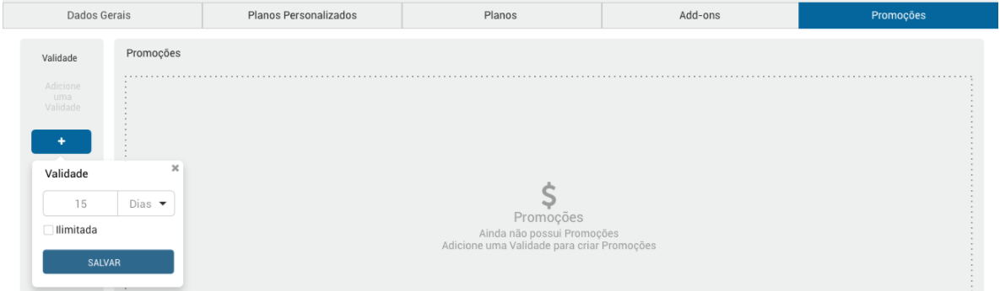 Dados Gerais
Planos Personalizados
Planos
Add-ons
Promoções
Validade
Adicione
uma
Validade
+
Validade
15
Dias
Ilimitada
SALVAR
Promoções
$
Promoções
Ainda não possui Promoções
Adicione uma Validade para criar Promoções